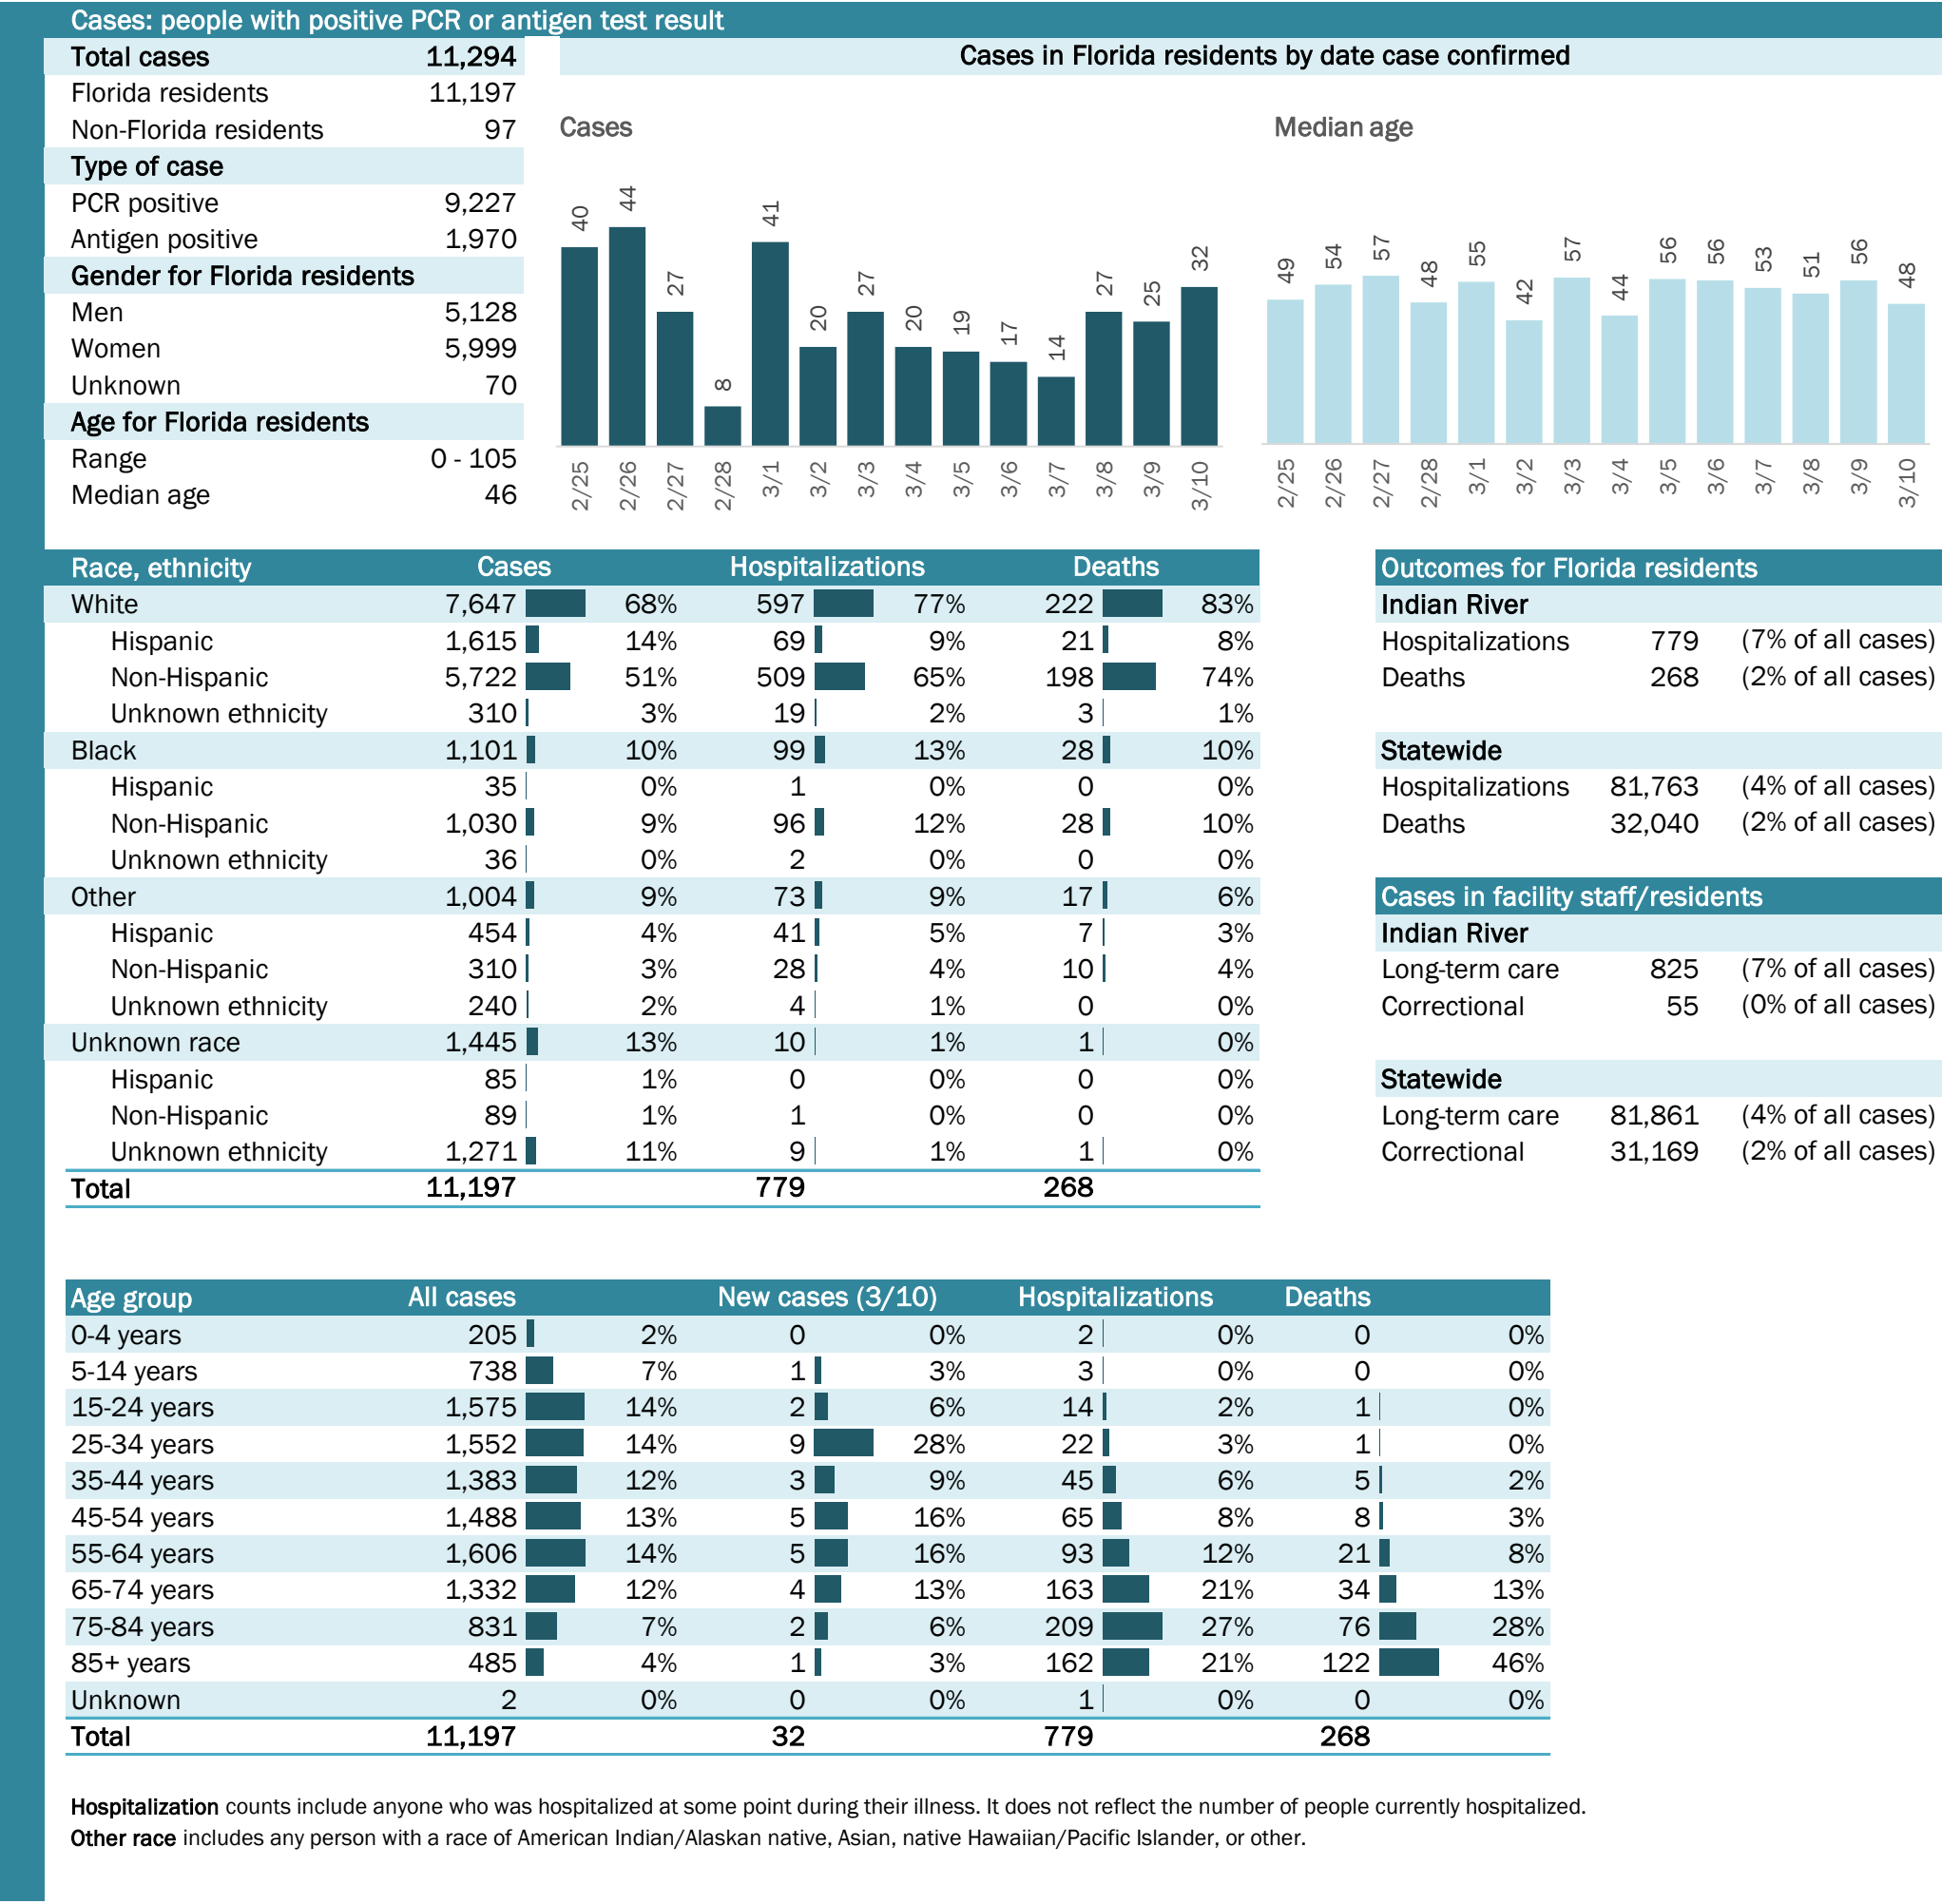 Cases: people with positive PCR or antigen test result
Total cases 11,294
Florida residents 11,197
Non-Florida residents 97
Type of case
PCR positive 9,227
Antigen positive 1,970
Gender for Florida residents
Men 5,128
Women 5,999
Unknown 70
Age for Florida residents
Range 0 - 105
Median age 46
Cases in Florida residents by date case confirmed
Cases
40 44 27 8 41 20 27 20 19 17 14 27 25 32
2/25 2/26 2/27 2/28 3/1 3/2 3/3 3/4 3/5 3/6 3/7 3/8 3/9 3/10
Median age
49 54 57 48 55 42 57 44 56 56 53 51 56 48
2/25 2/26 2/27 2/28 3/1 3/2 3/3 3/4 3/5 3/6 3/7 3/8 3/9 3/10
Race, ethnicity Cases Hospitalizations Deaths
White 7,647 68% 597 77% 222 83%
Hispanic 1,615 14% 69 9% 21 8%
Non-Hispanic 5,722 51% 509 65% 198 74%
Unknown ethnicity 310 3% 19 2% 3 1%
Black 1,101 10% 99 13% 28 10%
Hispanic 35 0% 1 0% 0 0%
Non-Hispanic 1,030 9% 96 12% 28 10%
Unknown ethnicity 36 0% 2 0% 0 0%
Other 1,004 9% 73 9% 17 6%
Hispanic 454 4% 41 5% 7 3%
Non-Hispanic 310 3% 28 4% 10 4%
Unknown ethnicity 240 2% 4 1% 0 0%
Unknown race 1,445 13% 10 1% 1 0%
Hispanic 85 1% 0 0% 0 0%
Non-Hispanic 89 1% 1 0% 0 0%
Unknown ethnicity 1,271 11% 9 1% 1 0%
Total 11,197 779 268
Outcomes for Florida residents
Indian River
Hospitalizations 779 (7% of all cases)
Deaths 268 (2% of all cases)
Statewide
Hospitalizations 81,763 (4% of all cases)
Deaths 32,040 (2% of all cases)
Cases in facility staff/residents
Indian River
Long-term care 825 (7% of all cases)
Correctional 55 (0% of all cases)
Statewide
Long-term care 81,861 (4% of all cases)
Correctional 31,169 (2% of all cases)
Age group All cases New cases (3/10) Hospitalizations Deaths
0-4 years 205 2% 0 0% 2 0% 0 0%
5-14 years 738 7% 1 3% 3 0% 0 0%
15-24 years 1,575 14% 2 6% 14 2% 1 0%
25-34 years 1,552 14% 9 28% 22 3% 1 0%
35-44 years 1,383 12% 3 9% 45 6% 5 2%
45-54 years 1,488 13% 5 16% 65 8% 8 3%
55-64 years 1,606 14% 5 16% 93 12% 21 8%
65-74 years 1,332 12% 4 13% 163 21% 34 13%
75-84 years 831 7% 2 6% 209 27% 76 28%
85+ years 485 4% 1 3% 162 21% 122 46%
Unknown 2 0% 0 0% 1 0% 0 0%
Total 11,197 32 779 268
Hospitalization counts include anyone who was hospitalized at some point during their illness. It does not reflect the number of people currently hospitalized.
Other race includes any person with a race of American Indian/Alaskan native, Asian, native Hawaiian/Pacific Islander, or other.